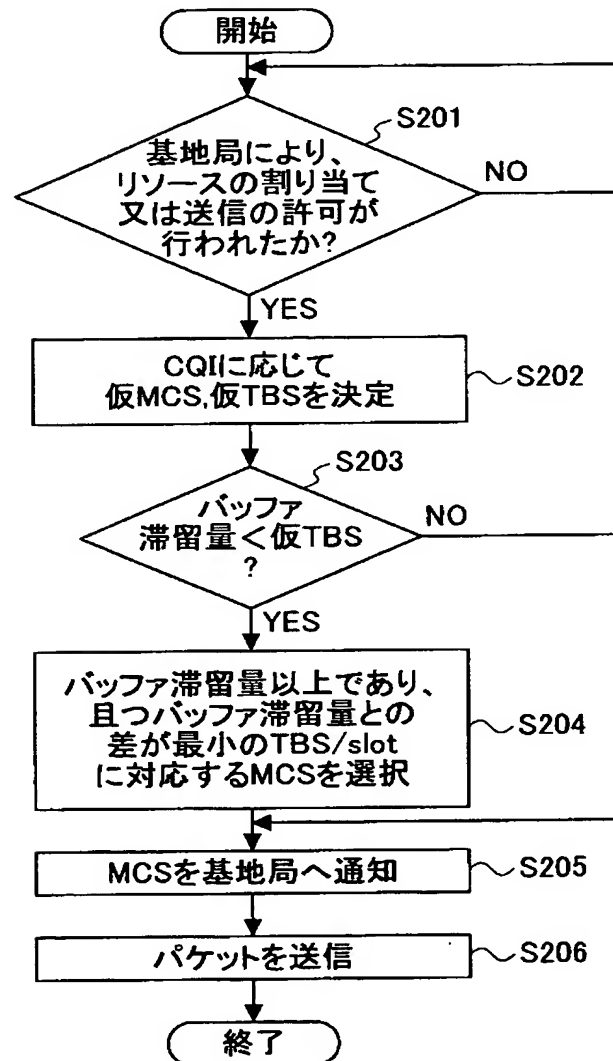 開始
S201
基地局により、
リソースの割り当て
又は送信の許可が
行われたか?
NO
YES
CQIに応じて
仮MCS,仮TBSを決定
S202
S203
バッファ
滞留量<仮TBS
?
NO
YES
バッファ滞留量以上であり、
且つバッファ滞留量との
差が最小のTBS/slot
に対応するMCSを選択
S204
MCSを基地局へ通知
S205
パケットを送信
S206
終了